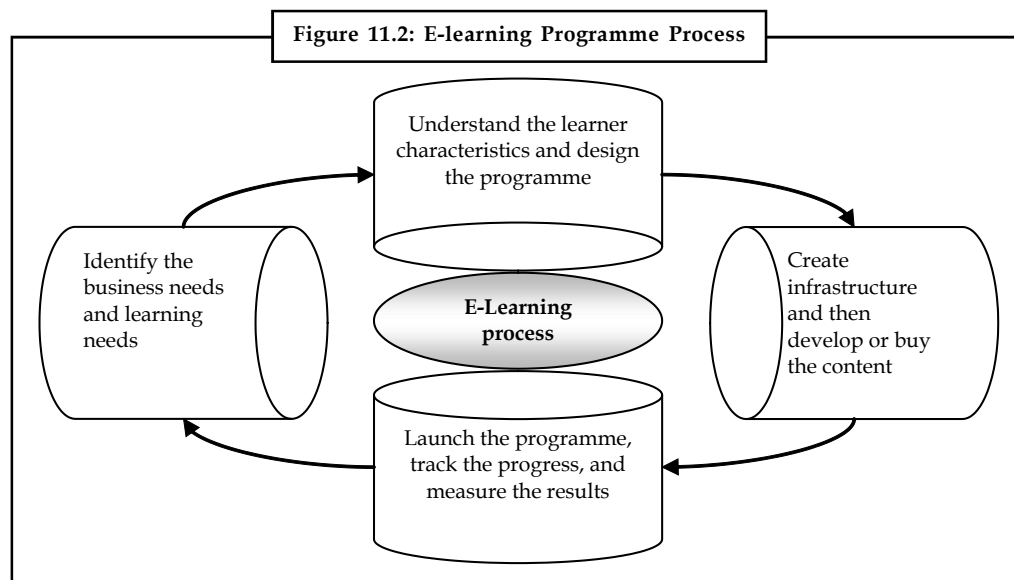 Figure 11.2: E-learning Programme Process
Understand the learner
characteristics and design
the programme
Identify the
business needs
and learning
needs
E-Learning
process
Create
infrastructure
and then
develop or buy
the content
Launch the programme,
track the progress, and
measure the results